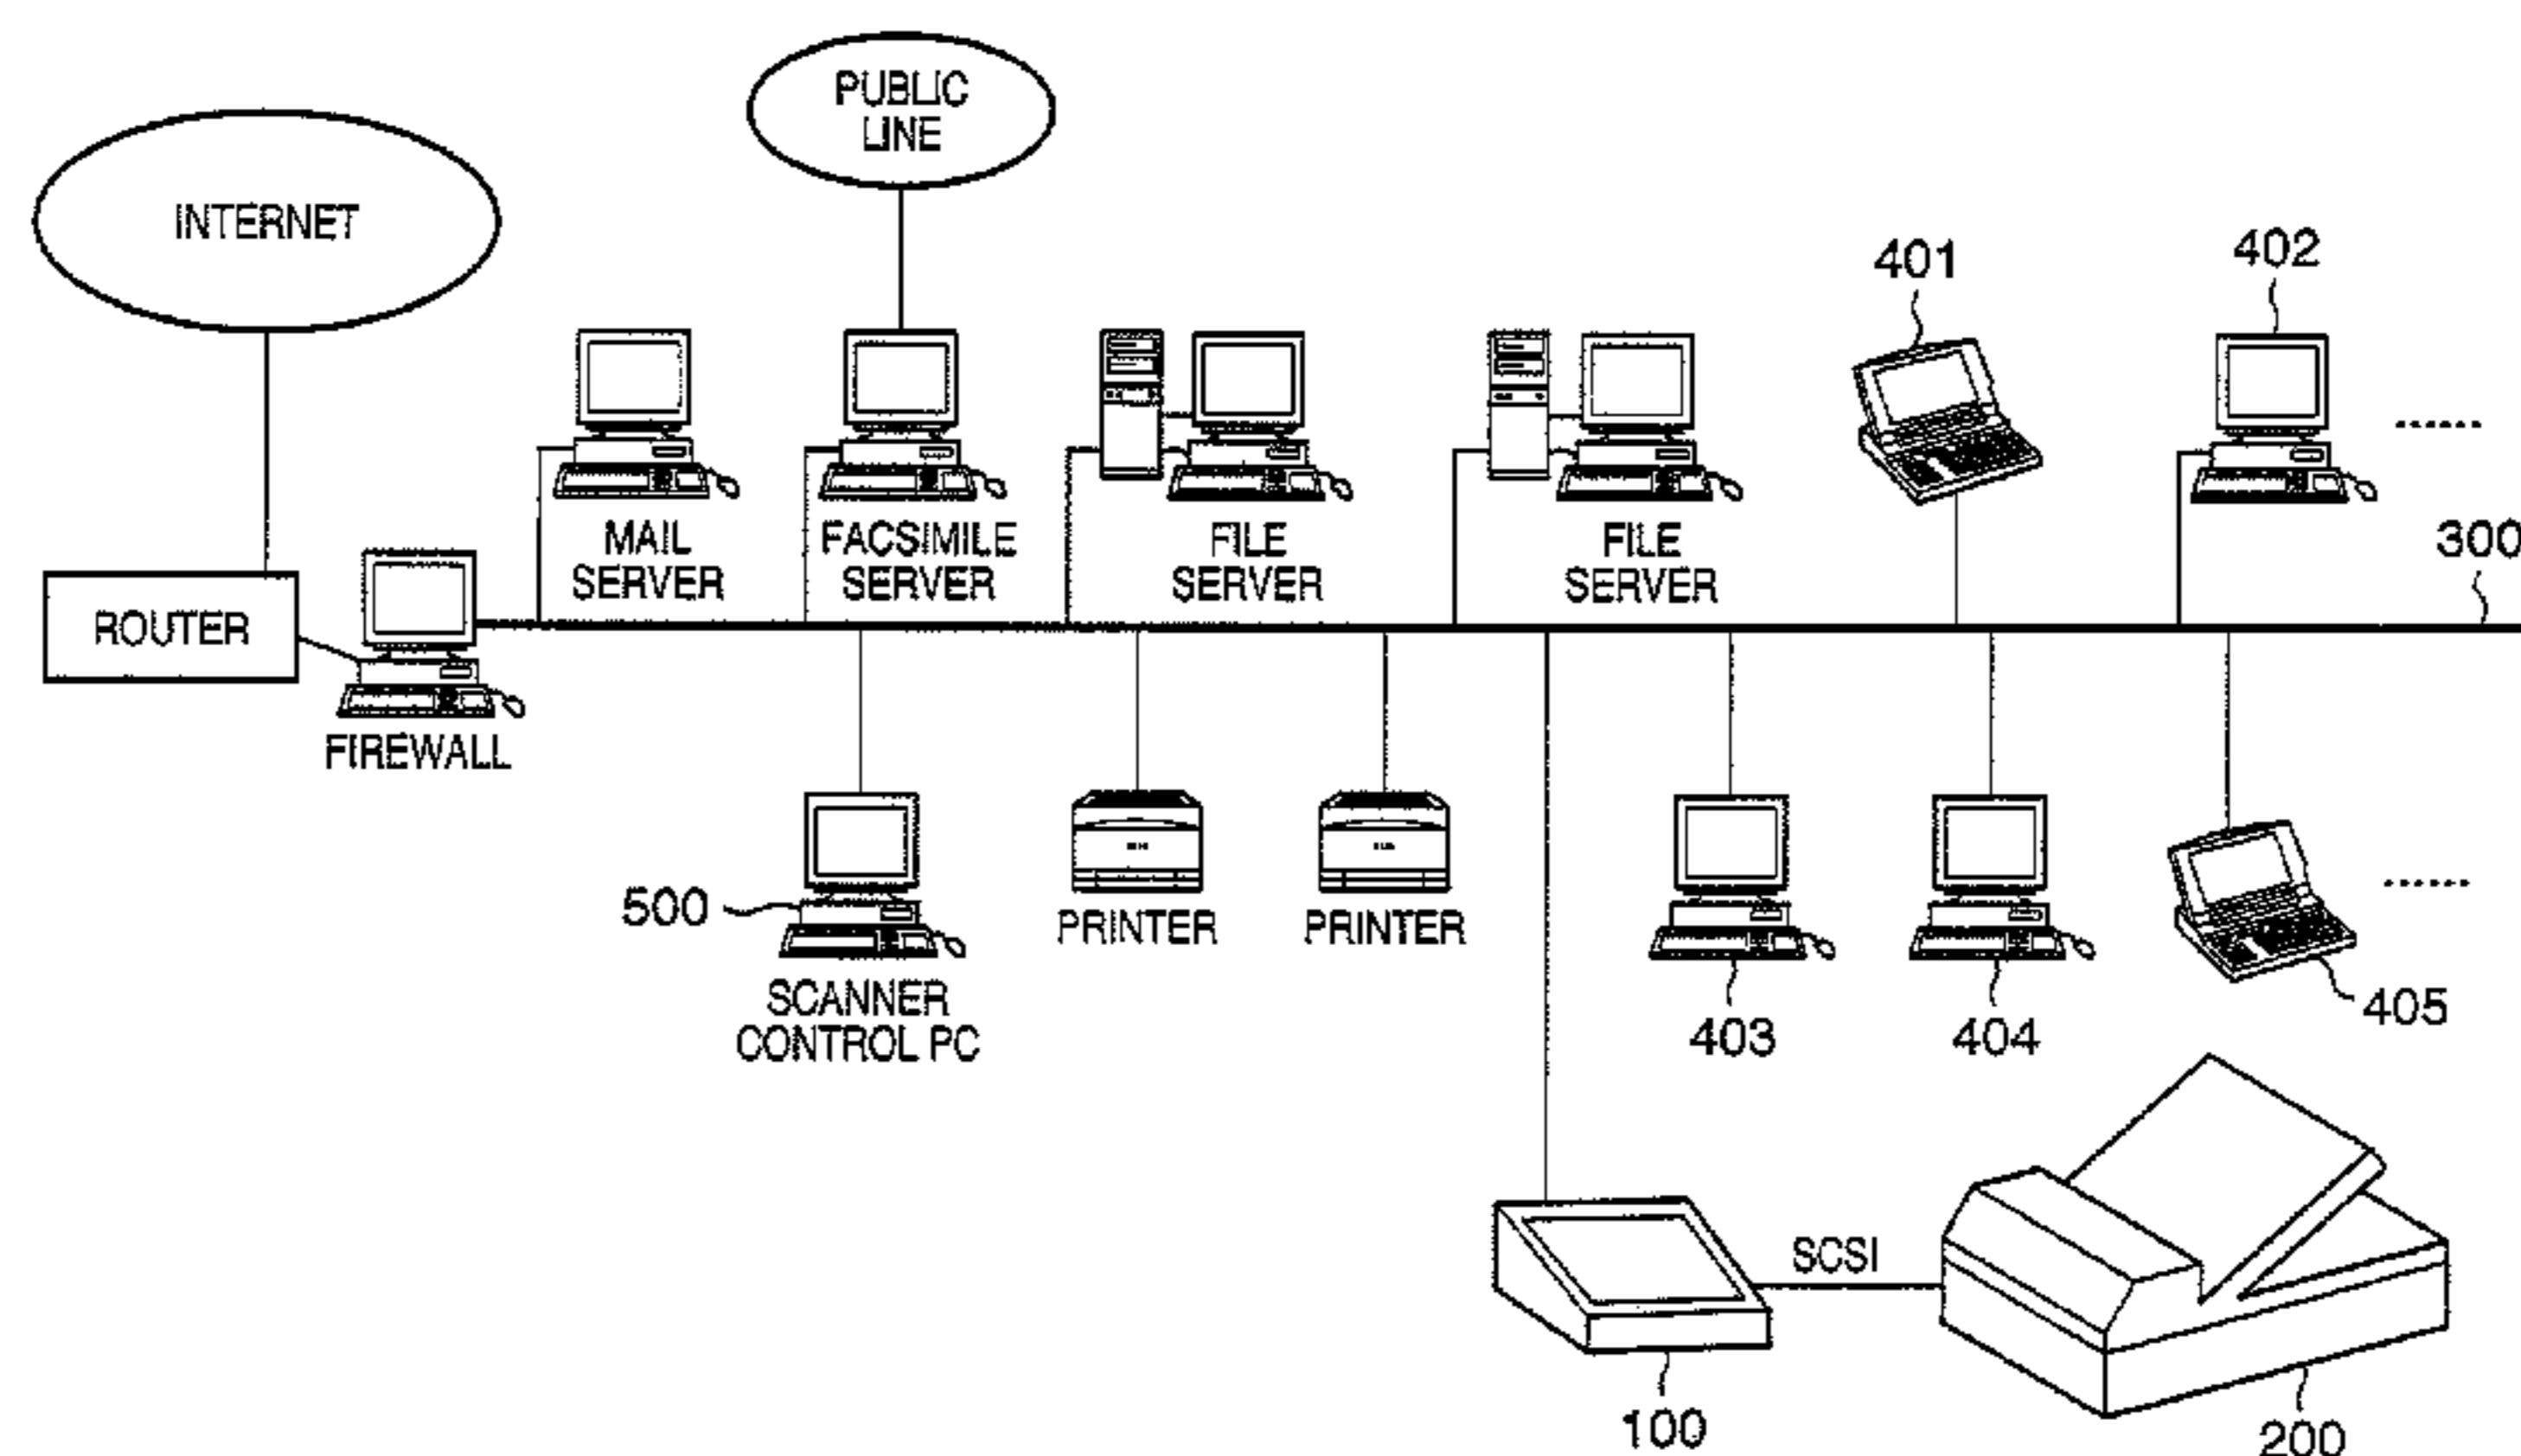 PUBLIC
LINE
INTERNET
401
402
300
MAIL
SERVER
FACSIMILE
SERVER
FILE
SERVER
FILE
SERVER
ROUTER
FIREWALL
500
SCANNER
CONTROL PC
PRINTER
PRINTER
403
404
405
SCSI
100
200